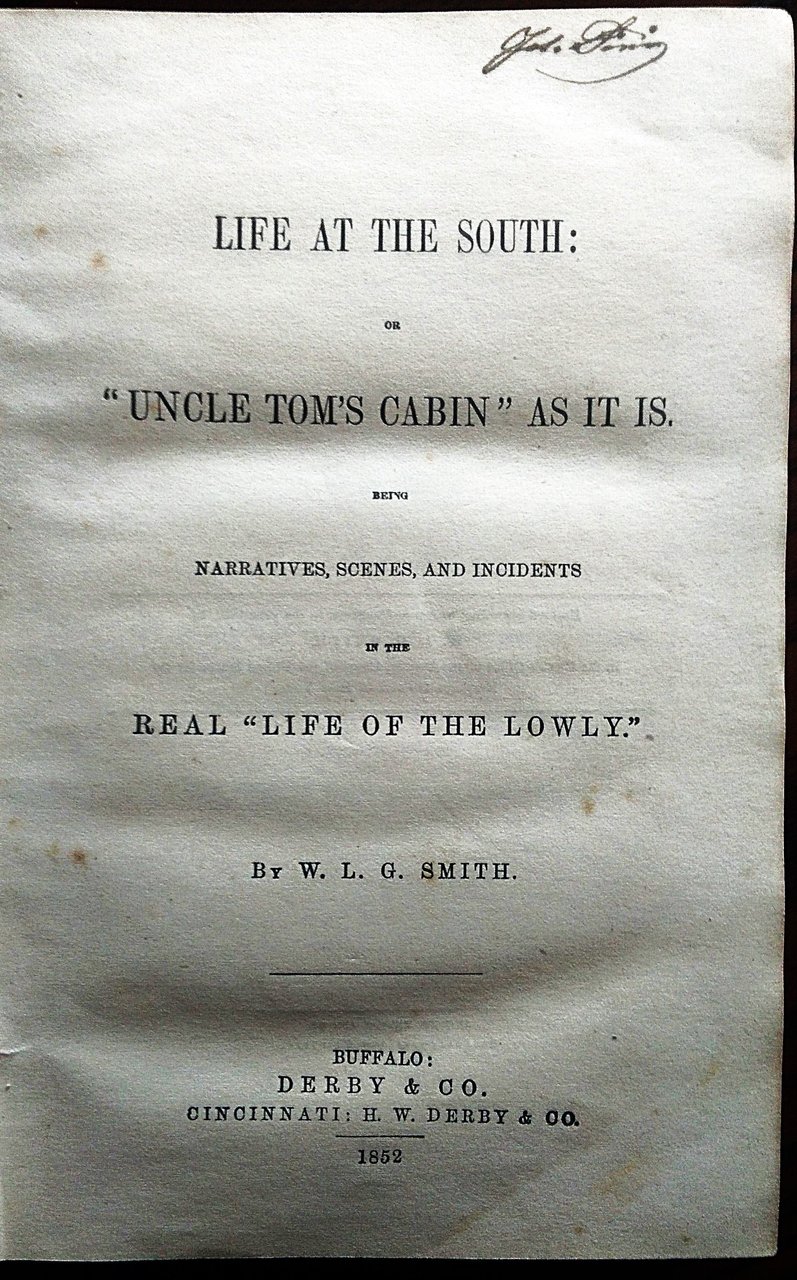 LIFE AT THE SOUTH:
OR
“UNCLE TOM’S CABIN” AS IT IS.
BEING
NARRATIVES, SCENES, AND INCIDENTS
IN THE
REAL “LIFE OF THE LOWLY.”
BY W. L. G. SMITH.
BUFFALO:
DERBY & CO.
CINCINNATI: H. W. DERBY & CO.
1852